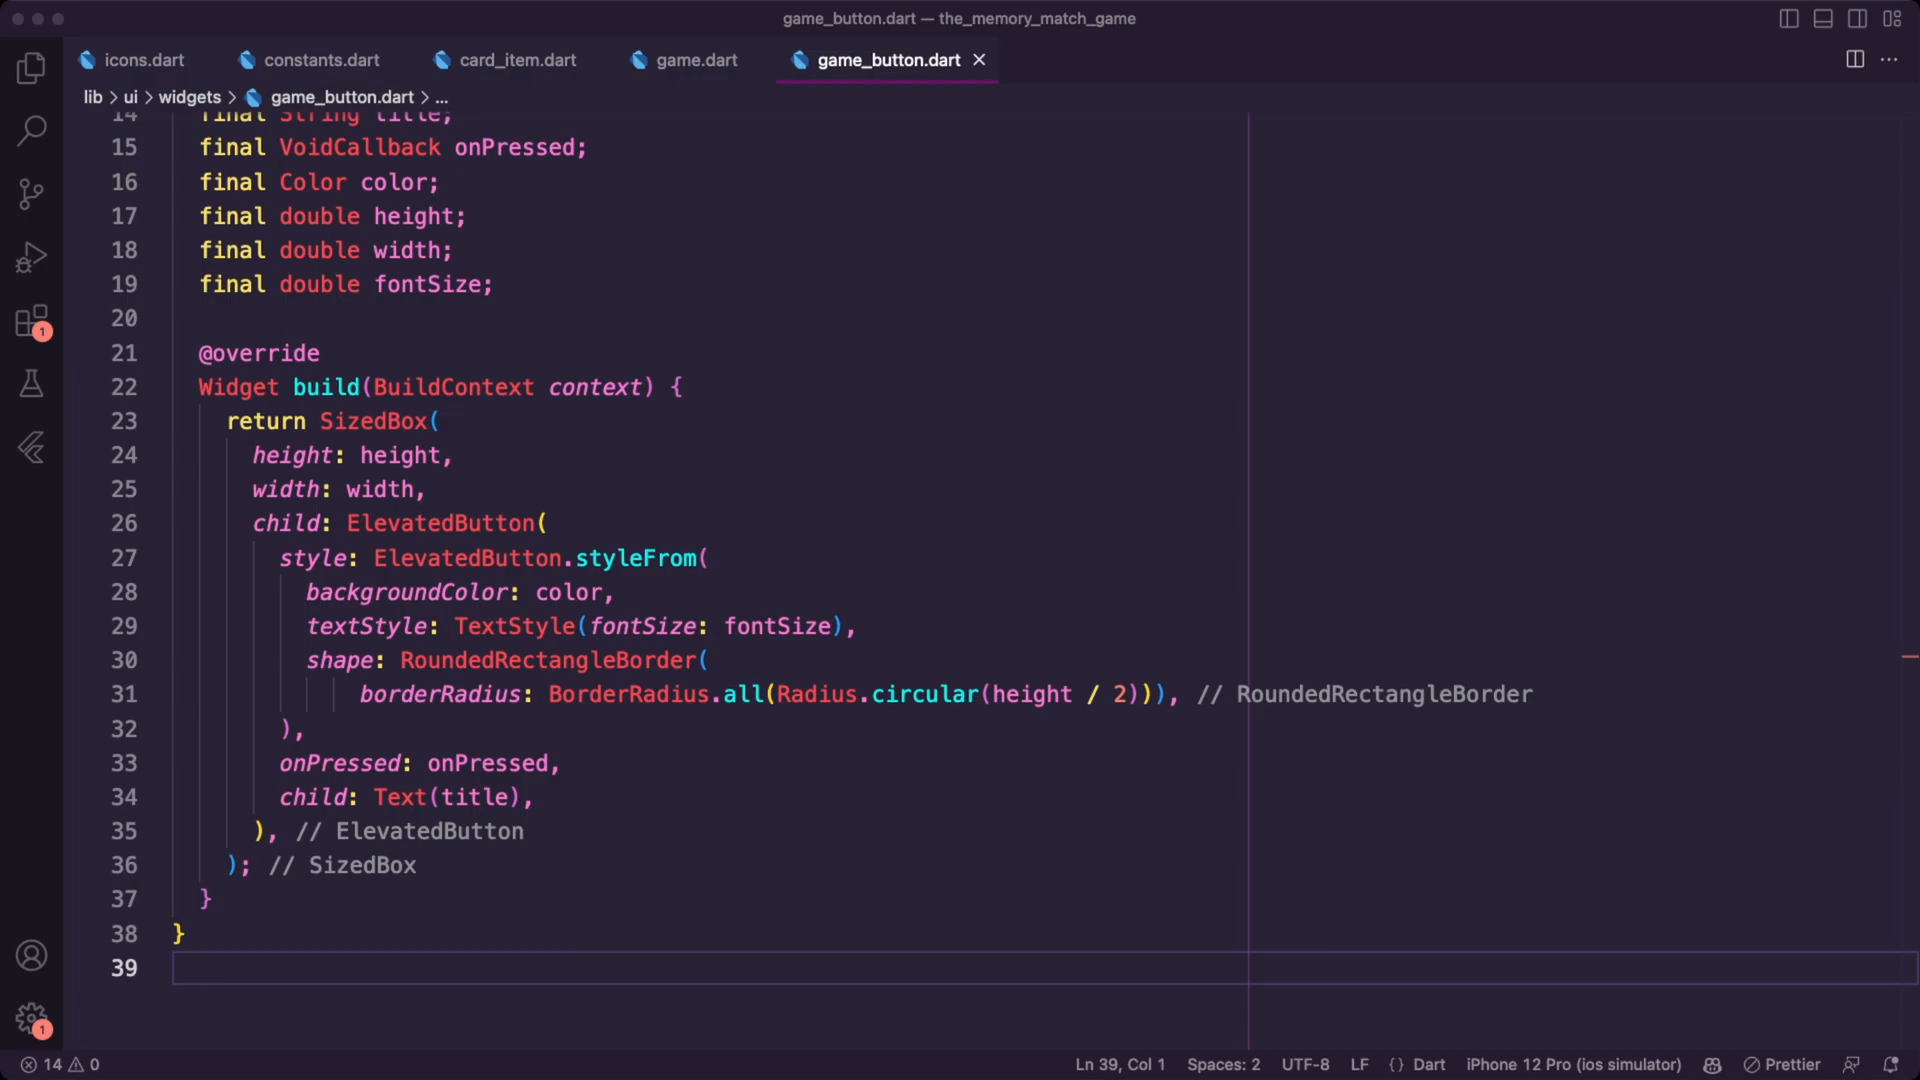 game_button.dart — the_memory_match_game
icons.dart constants.dart card_item.dart game.dart game_button.dart
lib > ui > widgets > game_button.dart > ...
14 final String title;
15 final VoidCallback onPressed;
16 final Color color;
17 final double height;
18 final double width;
19 final double fontSize;
20
21 @override
22 Widget build(BuildContext context) {
23 return SizedBox(
24 height: height,
25 width: width,
26 child: ElevatedButton(
27 style: ElevatedButton.styleFrom(
28 backgroundColor: color,
29 textStyle: TextStyle(fontSize: fontSize),
30 shape: RoundedRectangleBorder(
31 borderRadius: BorderRadius.all(Radius.circular(height / 2))), // RoundedRectangleBorder
32 ),
33 onPressed: onPressed,
34 child: Text(title),
35 ), // ElevatedButton
36 ); // SizedBox
37 }
38 }
39
1
1
14 0 Ln 39, Col 1 Spaces: 2 UTF-8 LF {} Dart iPhone 12 Pro (ios simulator) Prettier